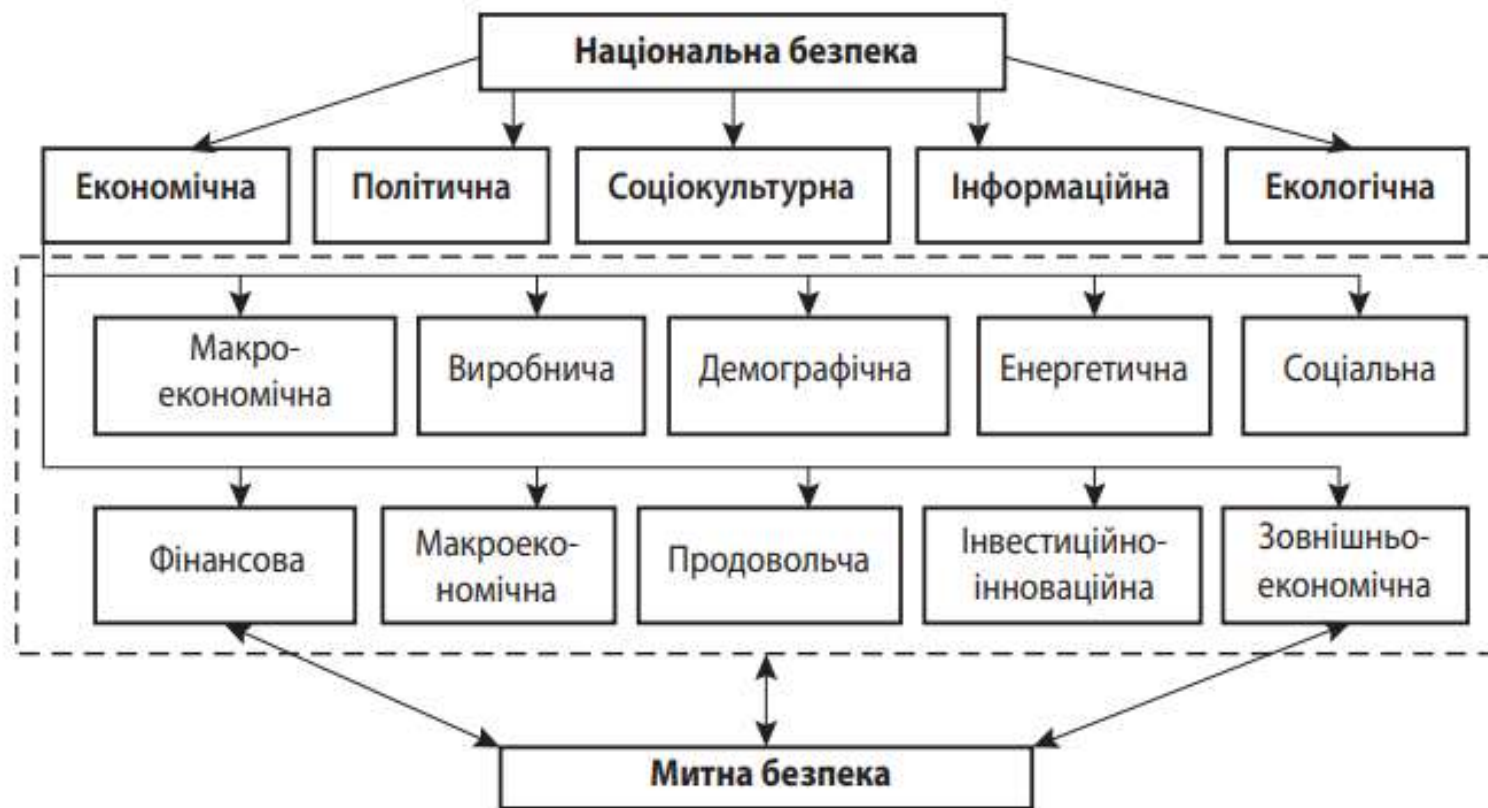 Національна безпека
Економічна
Політична
Соціокультурна
Інформаційна
Екологічна
Макро-
економічна
Виробнича
Демографічна
Енергетична
Соціальна
Фінансова
Макроеко-
номічна
Продовольча
Інвестиційно-
інноваційна
Зовнішньо-
економічна
Митна безпека